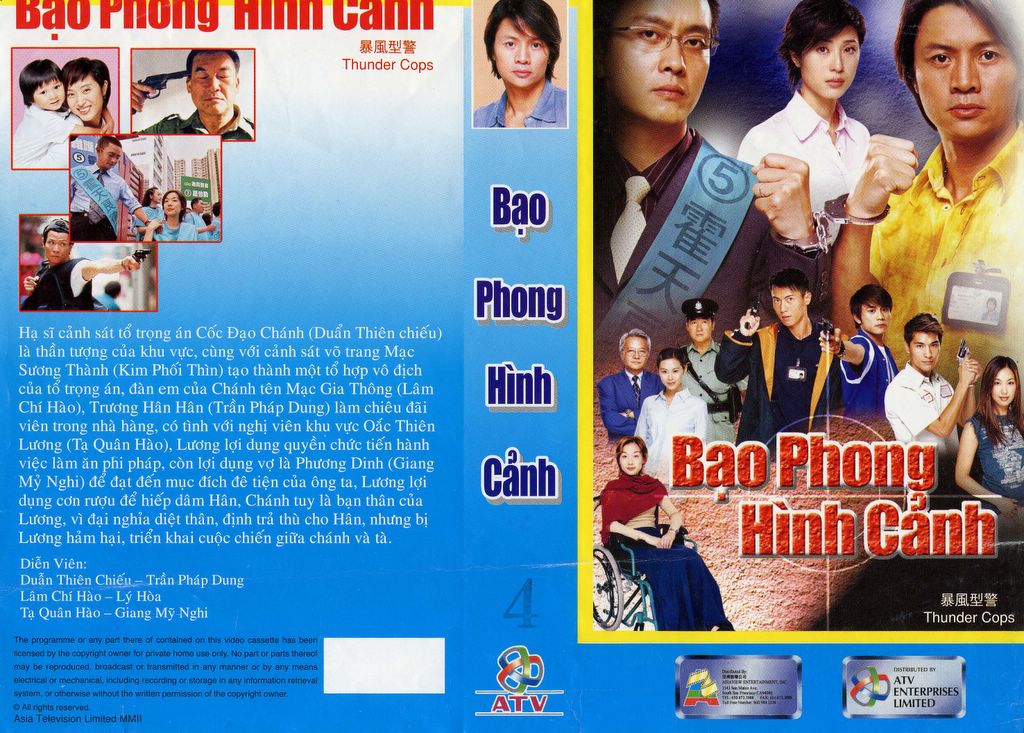 Bạo Phong Hình Cảnh
暴風型警
Thunder Cops
Hạ sĩ cảnh sát tổ trọng án Cốc Đạo Chánh (Duẩn Thiên chiếu)
là thần tượng của khu vực, cùng với cảnh sát võ trang Mạc
Sương Thành (Kim Phối Thìn) tạo thành một tổ hợp vô địch
của tổ trọng án, đàn em của Chánh tên Mạc Gia Thông (Lâm
Chí Hào), Trương Hân Hân (Trần Pháp Dung) làm chiêu đãi
viên trong nhà hàng, có tình với nghị viên khu vực Oắc Thiên
Lương (Tạ Quân Hào), Lương lợi dụng quyền chức tiến hành
việc làm ăn phi pháp, còn lợi dụng vợ là Phương Dinh (Giang
Mỷ Nghi) để đạt đến mục đích đê tiện của ông ta, Lương lợi
dụng cơn rượu để hiếp dâm Hân, Chánh tuy là bạn thân của
Lương, vì đại nghỉa diệt thân, định trả thù cho Hân, nhưng bị
Lương hảm hại, triển khai cuộc chiến giữa chánh và tà.
Diễn Viên:
Duẫn Thiên Chiếu – Trần Pháp Dung
Lâm Chí Hào – Lý Hòa
Tạ Quân Hào – Giang Mỹ Nghi
The programme or any part there of contained on this video cassette has been
licensed by the copyright owner for private home use only. No part or parts thereof
may be reproduced, broadcast or transmitted in any manner or by any means
electrical or mechanical, including recording or storage in any information retrieval
system, or otherwise without the written permission of the copyright owner.
© All rights reserved.
Asia Television Limited MMII
Bạo
Phong
Hình
Cảnh
4
ATV
⑤
霍
天
Bạo Phong
Hình Cảnh
暴風型警
Thunder Cops
Distributed By
ASIAVIEW ENTERTAINMENT, INC.
DISTRIBUTED BY
ATV
ENTERPRISES
LIMITED